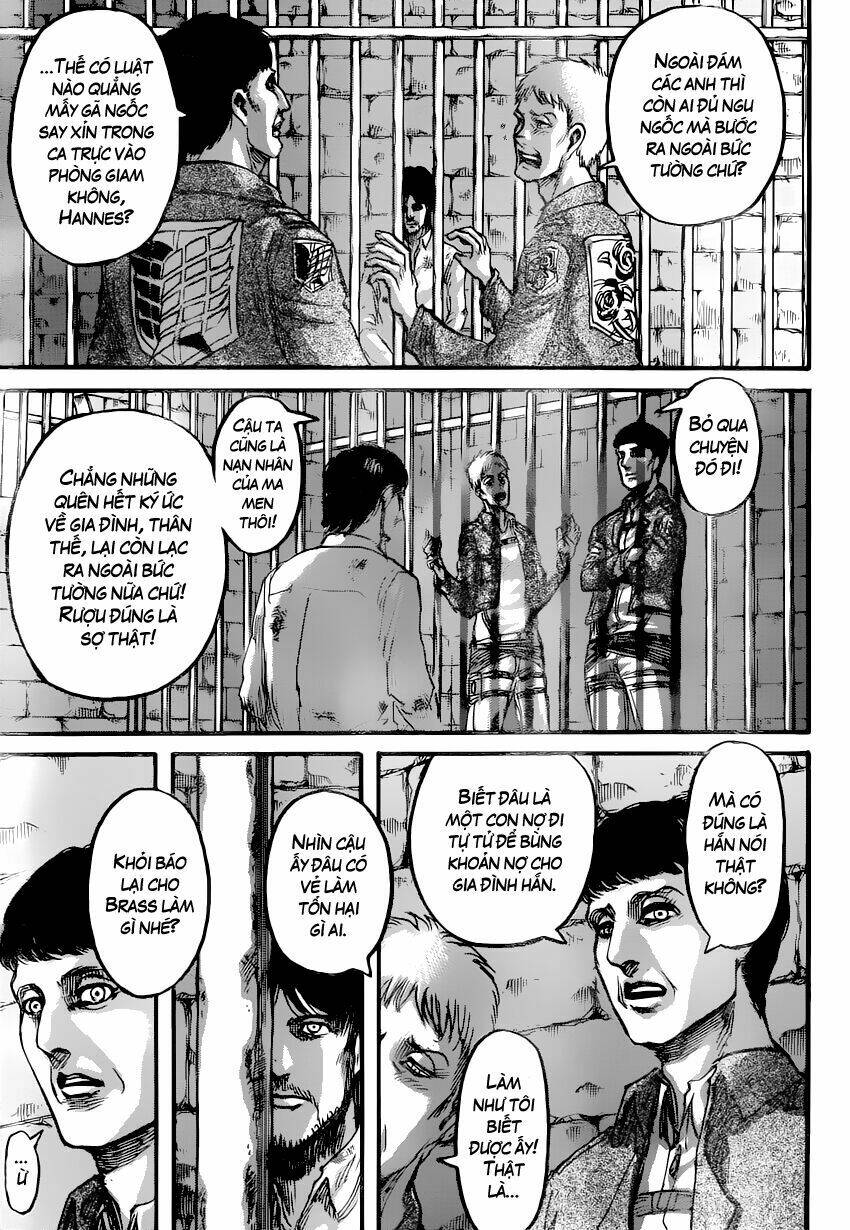 NGOÀI ĐÁM
CÁC ANH THÌ
CÒN AI ĐỦ NGU
NGỐC MÀ BƯỚC
RA NGOÀI BỨC
TƯỜNG CHỨ?
...THẾ CÓ LUẬT
NÀO QUẲNG
MẤY GÃ NGỐC
SAY XỈN TRONG
CA TRỰC VÀO
PHÒNG GIAM
KHÔNG,
HANNES?
BỎ QUA
CHUYỆN
ĐÓ ĐI!
CẬU TA
CŨNG LÀ
NẠN NHÂN
CỦA MA
MEN
THÔI!
CHẲNG NHỮNG
QUÊN HẾT KÝ ỨC
VỀ GIA ĐÌNH, THÂN
THẾ, LẠI CÒN LẠC
RA NGOÀI BỨC
TƯỜNG NỮA CHỨ!
RƯỢU ĐÚNG LÀ
SỢ THẬT!
MÀ CÓ
ĐÚNG LÀ
HẮN NÓI
THẬT
KHÔNG?
BIẾT ĐÂU LÀ
MỘT CON NỢ ĐI
TỰ TỬ ĐỂ BÙNG
KHOẢN NỢ CHO
GIA ĐÌNH HẮN.
LÀM
NHƯ TÔI
BIẾT
ĐƯỢC ẤY!
THẬT
LÀ...
NHÌN CẬU
ẤY ĐÂU CÓ
VẺ LÀM
TỔN HẠI
GÌ AI.
KHỎI BÁO
LẠI CHO
BRASS LÀM
GÌ NHÉ?
...
Ừ